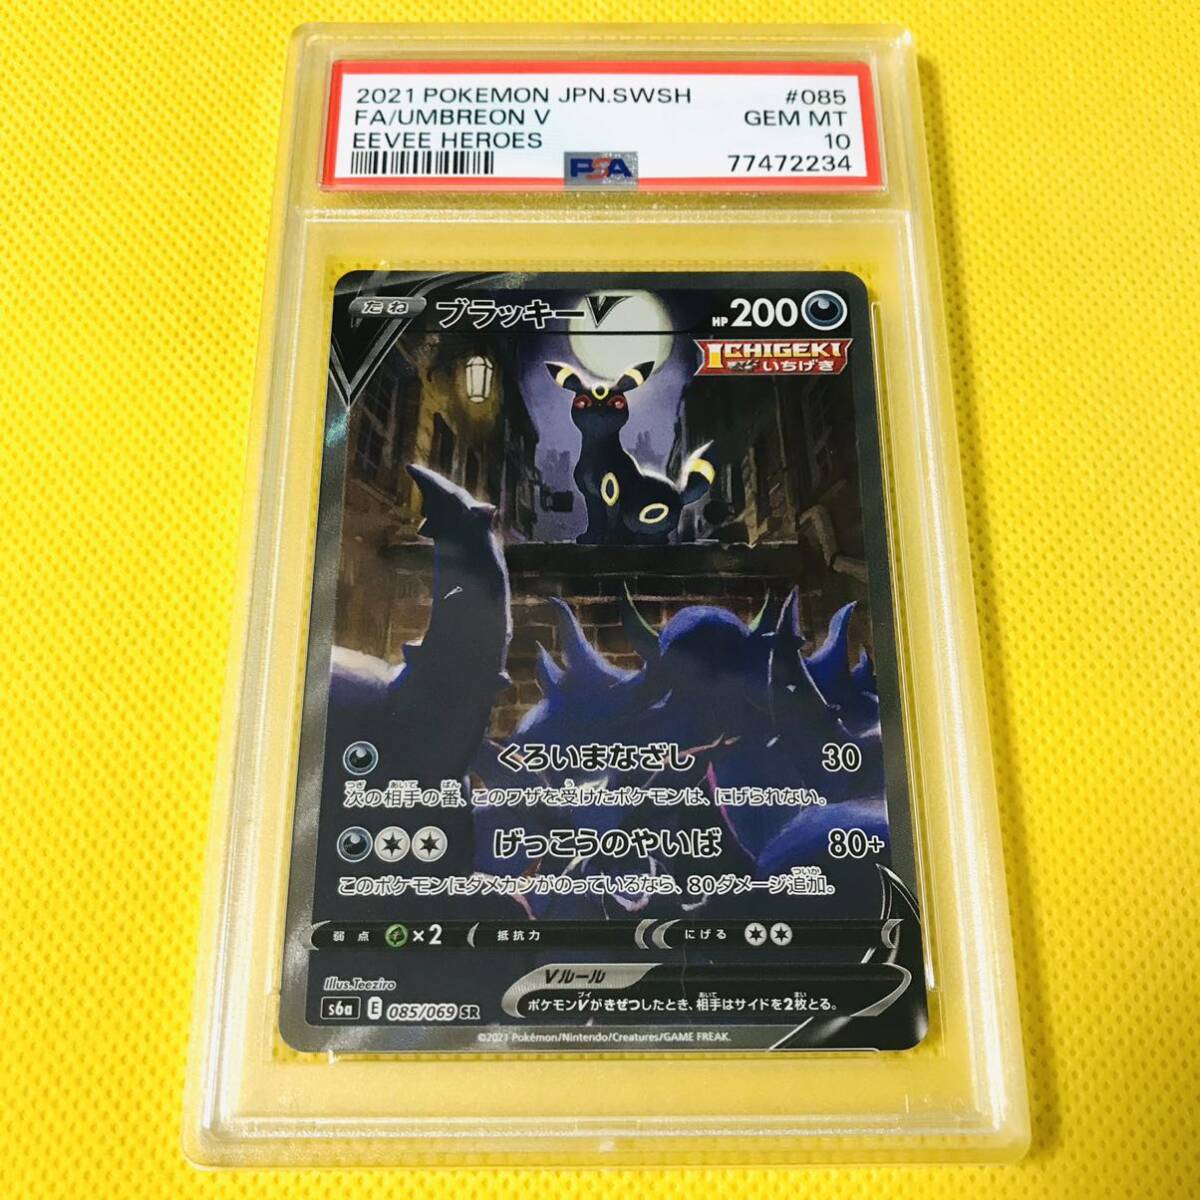 2021 POKEMON JPN.SWSH #085
FA/UMBREON V GEM MT
EEVEE HEROES 10
PSA 77472234
たね ブラッキーV HP200
ICHIGEKI
いちげき
くろいまなざし 30
次の相手の番、このワザを受けたポケモンは、にげられない。
げっこうのやいば 80+
このポケモンにダメカンがのっているなら、80ダメージ追加。
弱点 ×2 抵抗力 にげる
Illus.Teeziro
Vルール
ポケモンVがきぜつしたとき、相手はサイドを2枚とる。
s6a E 085/069 SR
©2021 Pokémon/Nintendo/Creatures/GAME FREAK.